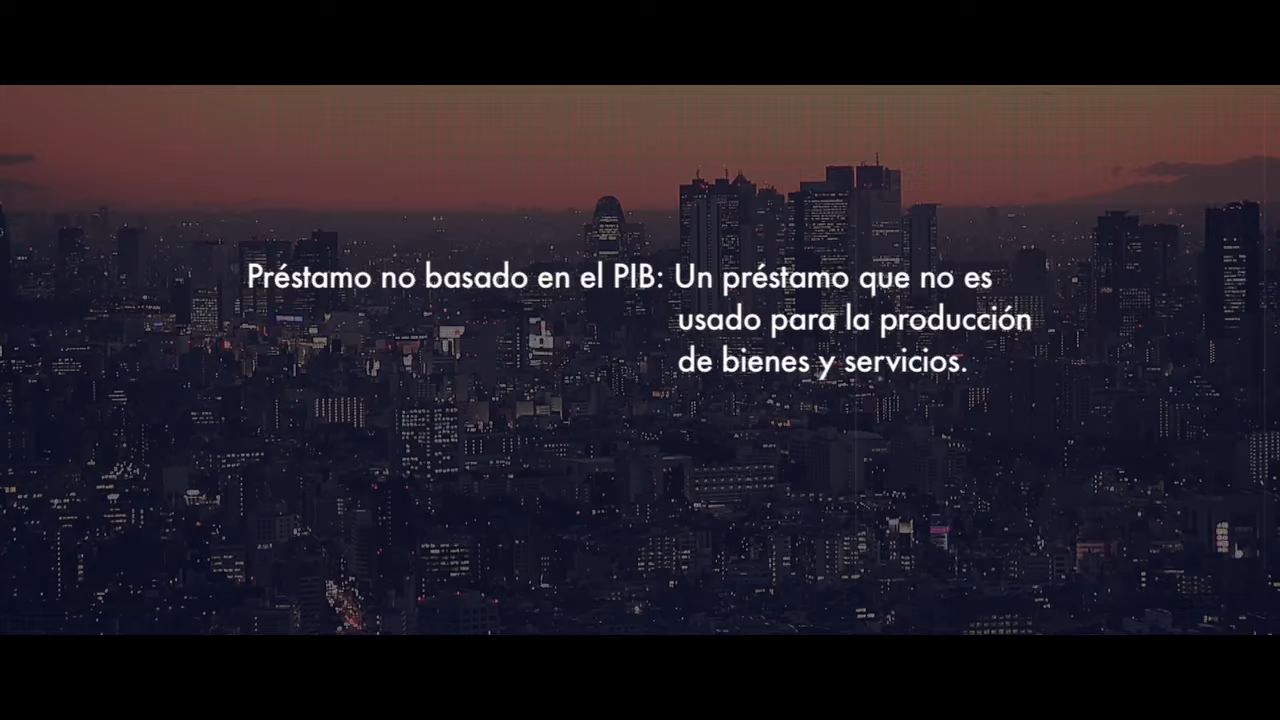 Préstamo no basado en el PIB: Un préstamo que no es
usado para la producción
de bienes y servicios.